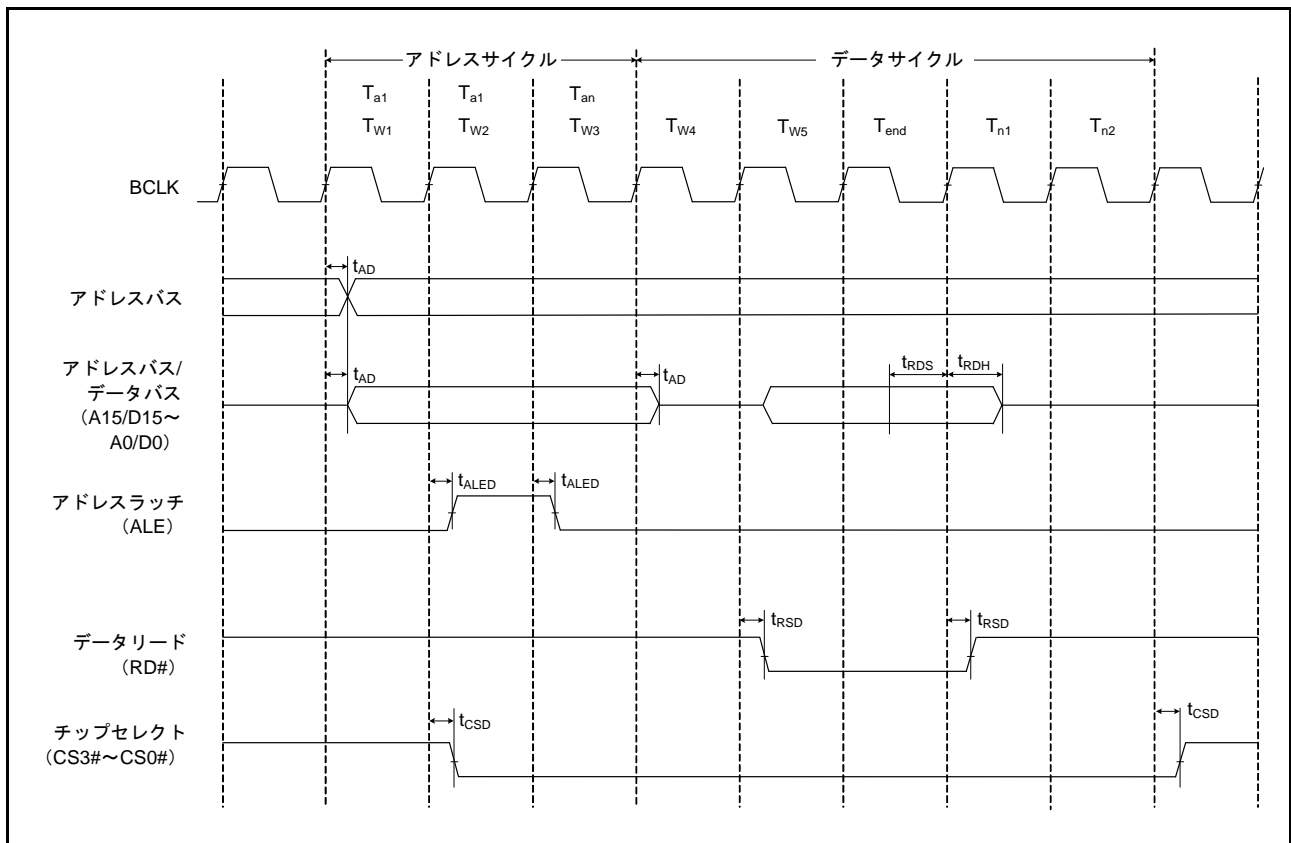 アドレスサイクル データサイクル
Ta1 Ta1 Tan
TW1 TW2 TW3 TW4 TW5 Tend Tn1 Tn2
BCLK
tAD
アドレスバス
アドレスバス/
データバス
(A15/D15～
A0/D0)
tAD tAD tRDS tRDH
アドレスラッチ
(ALE)
tALED tALED
データリード
(RD#)
tRSD tRSD
チップセレクト
(CS3#～CS0#)
tCSD tCSD